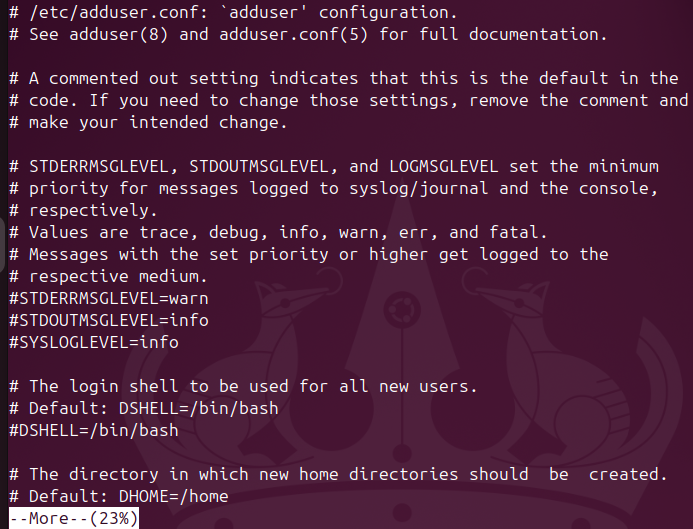 # /etc/adduser.conf: `adduser' configuration.
# See adduser(8) and adduser.conf(5) for full documentation.

# A commented out setting indicates that this is the default in the
# code. If you need to change those settings, remove the comment and
# make your intended change.

# STDERRMSGLEVEL, STDOUTMSGLEVEL, and LOGMSGLEVEL set the minimum
# priority for messages logged to syslog/journal and the console,
# respectively.
# Values are trace, debug, info, warn, err, and fatal.
# Messages with the set priority or higher get logged to the
# respective medium.
#STDERRMSGLEVEL=warn
#STDOUTMSGLEVEL=info
#SYSLOGLEVEL=info

# The login shell to be used for all new users.
# Default: DSHELL=/bin/bash
#DSHELL=/bin/bash

# The directory in which new home directories should  be  created.
# Default: DHOME=/home
--More--(23%)